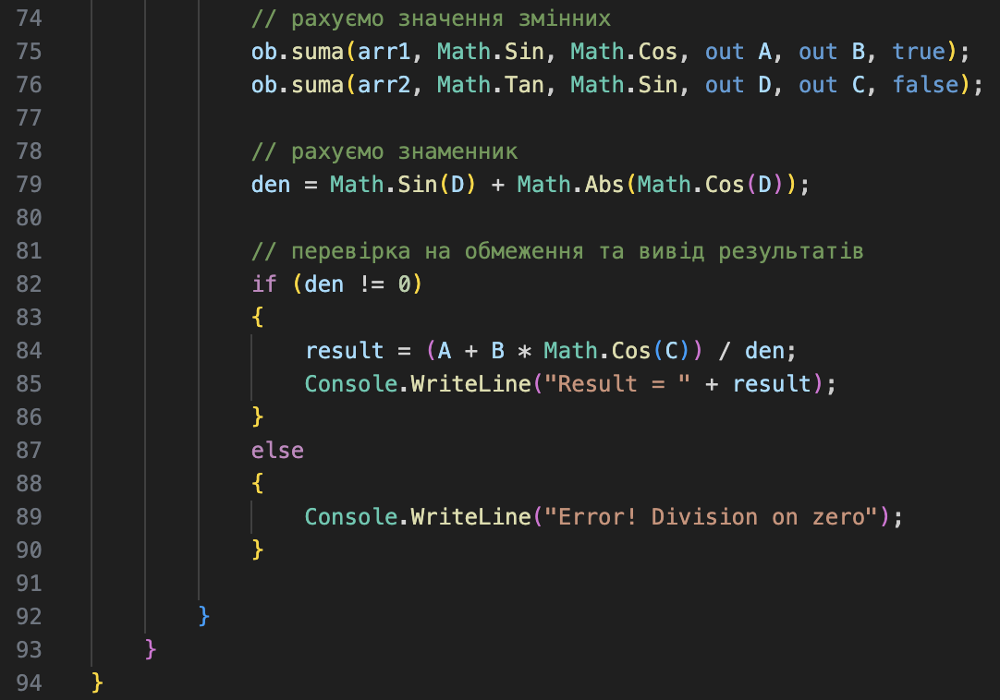 74 // рахуємо значення змінних
75 ob.suma(arr1, Math.Sin, Math.Cos, out A, out B, true);
76 ob.suma(arr2, Math.Tan, Math.Sin, out D, out C, false);
77
78 // рахуємо знаменник
79 den = Math.Sin(D) + Math.Abs(Math.Cos(D));
80
81 // перевірка на обмеження та вивід результатів
82 if (den != 0)
83 {
84 result = (A + B * Math.Cos(C)) / den;
85 Console.WriteLine("Result = " + result);
86 }
87 else
88 {
89 Console.WriteLine("Error! Division on zero");
90 }
91
92 }
93 }
94 }